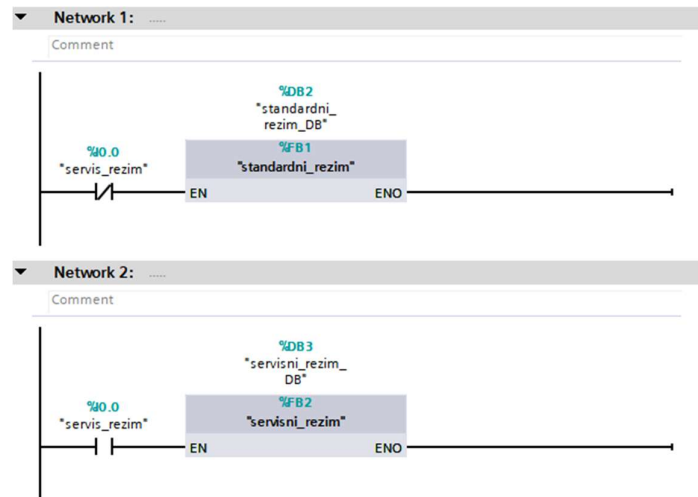 Network 1: .....
Comment
%DB2
"standardni_
rezim_DB"
%I0.0
"servis_rezim"
%FB1
"standardni_rezim"
EN
ENO
Network 2: .....
Comment
%DB3
"servisni_rezim_
DB"
%I0.0
"servis_rezim"
%FB2
"servisni_rezim"
EN
ENO